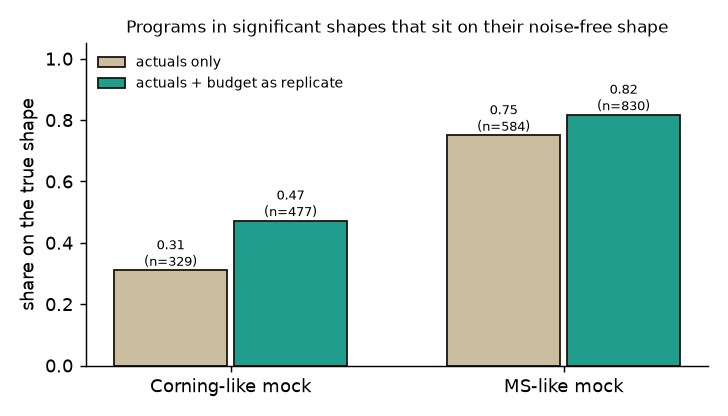 Programs in significant shapes that sit on their noise-free shape
actuals only
actuals + budget as replicate
share on the true shape
1.0
0.8
0.6
0.4
0.2
0.0
0.31
(n=329)
0.47
(n=477)
0.75
(n=584)
0.82
(n=830)
Corning-like mock
MS-like mock